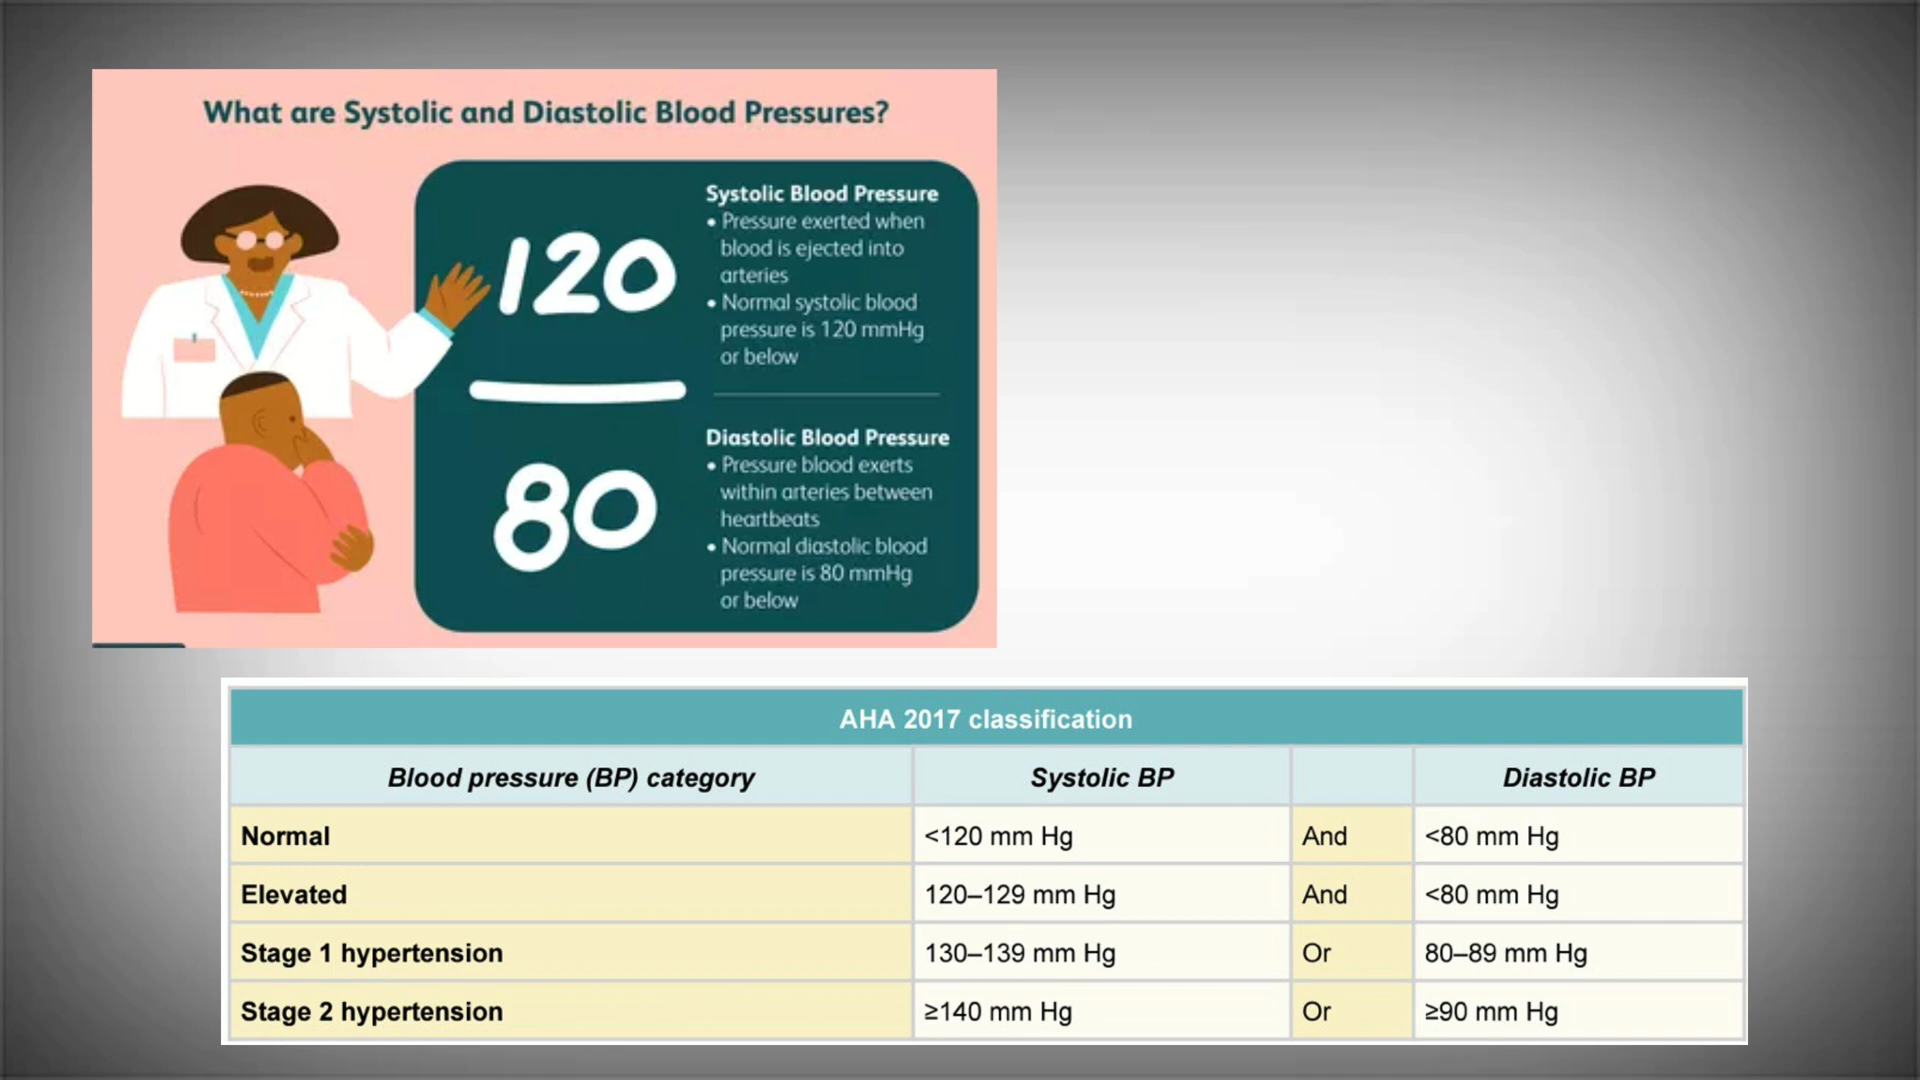 What are Systolic and Diastolic Blood Pressures?
120
80
Systolic Blood Pressure
• Pressure exerted when
blood is ejected into
arteries
• Normal systolic blood
pressure is 120 mmHg
or below
Diastolic Blood Pressure
• Pressure blood exerts
within arteries between
heartbeats
• Normal diastolic blood
pressure is 80 mmHg
or below
AHA 2017 classification
Blood pressure (BP) category Systolic BP Diastolic BP
Normal <120 mm Hg And <80 mm Hg
Elevated 120–129 mm Hg And <80 mm Hg
Stage 1 hypertension 130–139 mm Hg Or 80–89 mm Hg
Stage 2 hypertension ≥140 mm Hg Or ≥90 mm Hg